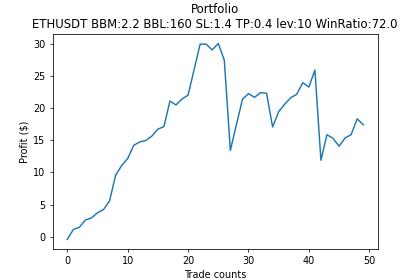 Portfolio
ETHUSDT BBM:2.2 BBL:160 SL:1.4 TP:0.4 lev:10 WinRatio:72.0
30
25
20
15
10
5
0
Profit ($)
0 10 20 30 40 50
Trade counts